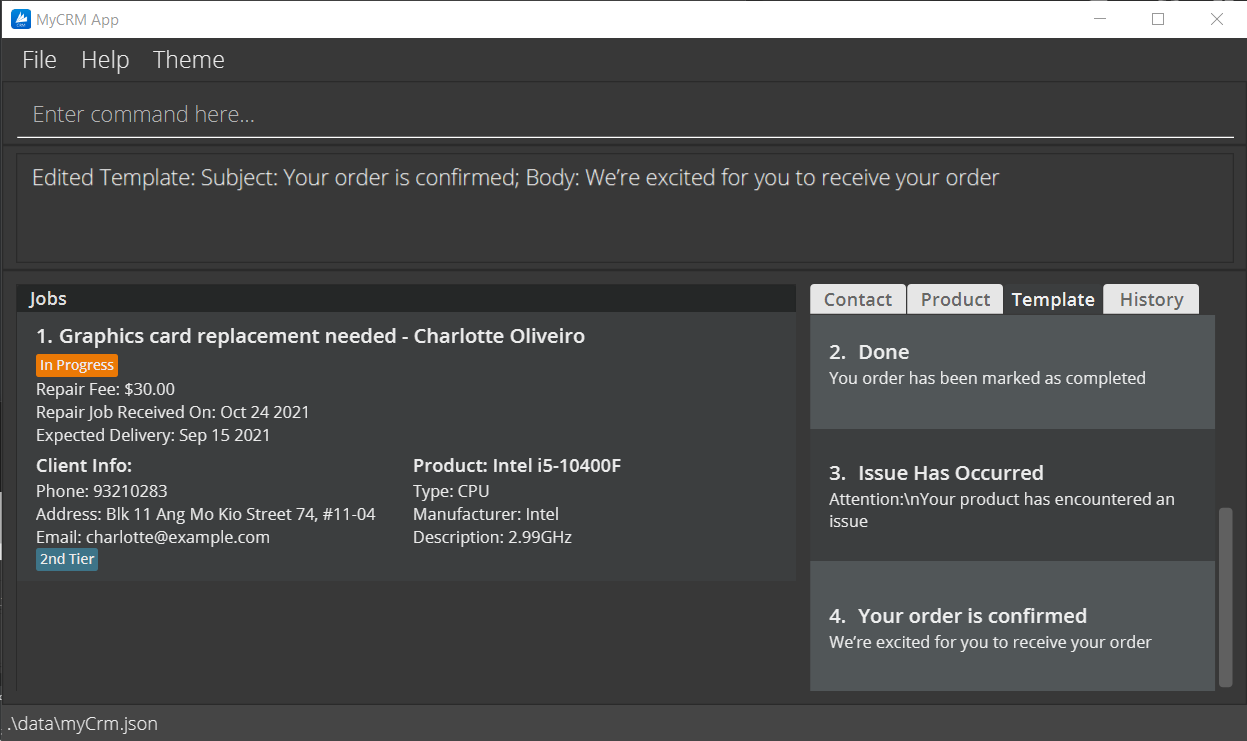 MyCRM App
File Help Theme
Enter command here...
Edited Template: Subject: Your order is confirmed; Body: We’re excited for you to receive your order
Jobs
1. Graphics card replacement needed - Charlotte Oliveiro
In Progress
Repair Fee: $30.00
Repair Job Received On: Oct 24 2021
Expected Delivery: Sep 15 2021
Client Info:
Phone: 93210283
Address: Blk 11 Ang Mo Kio Street 74, #11-04
Email: charlotte@example.com
2nd Tier
Product: Intel i5-10400F
Type: CPU
Manufacturer: Intel
Description: 2.99GHz
Contact Product Template History
2. Done
You order has been marked as completed
3. Issue Has Occurred
Attention:\nYour product has encountered an
issue
4. Your order is confirmed
We’re excited for you to receive your order
.\data\myCrm.json